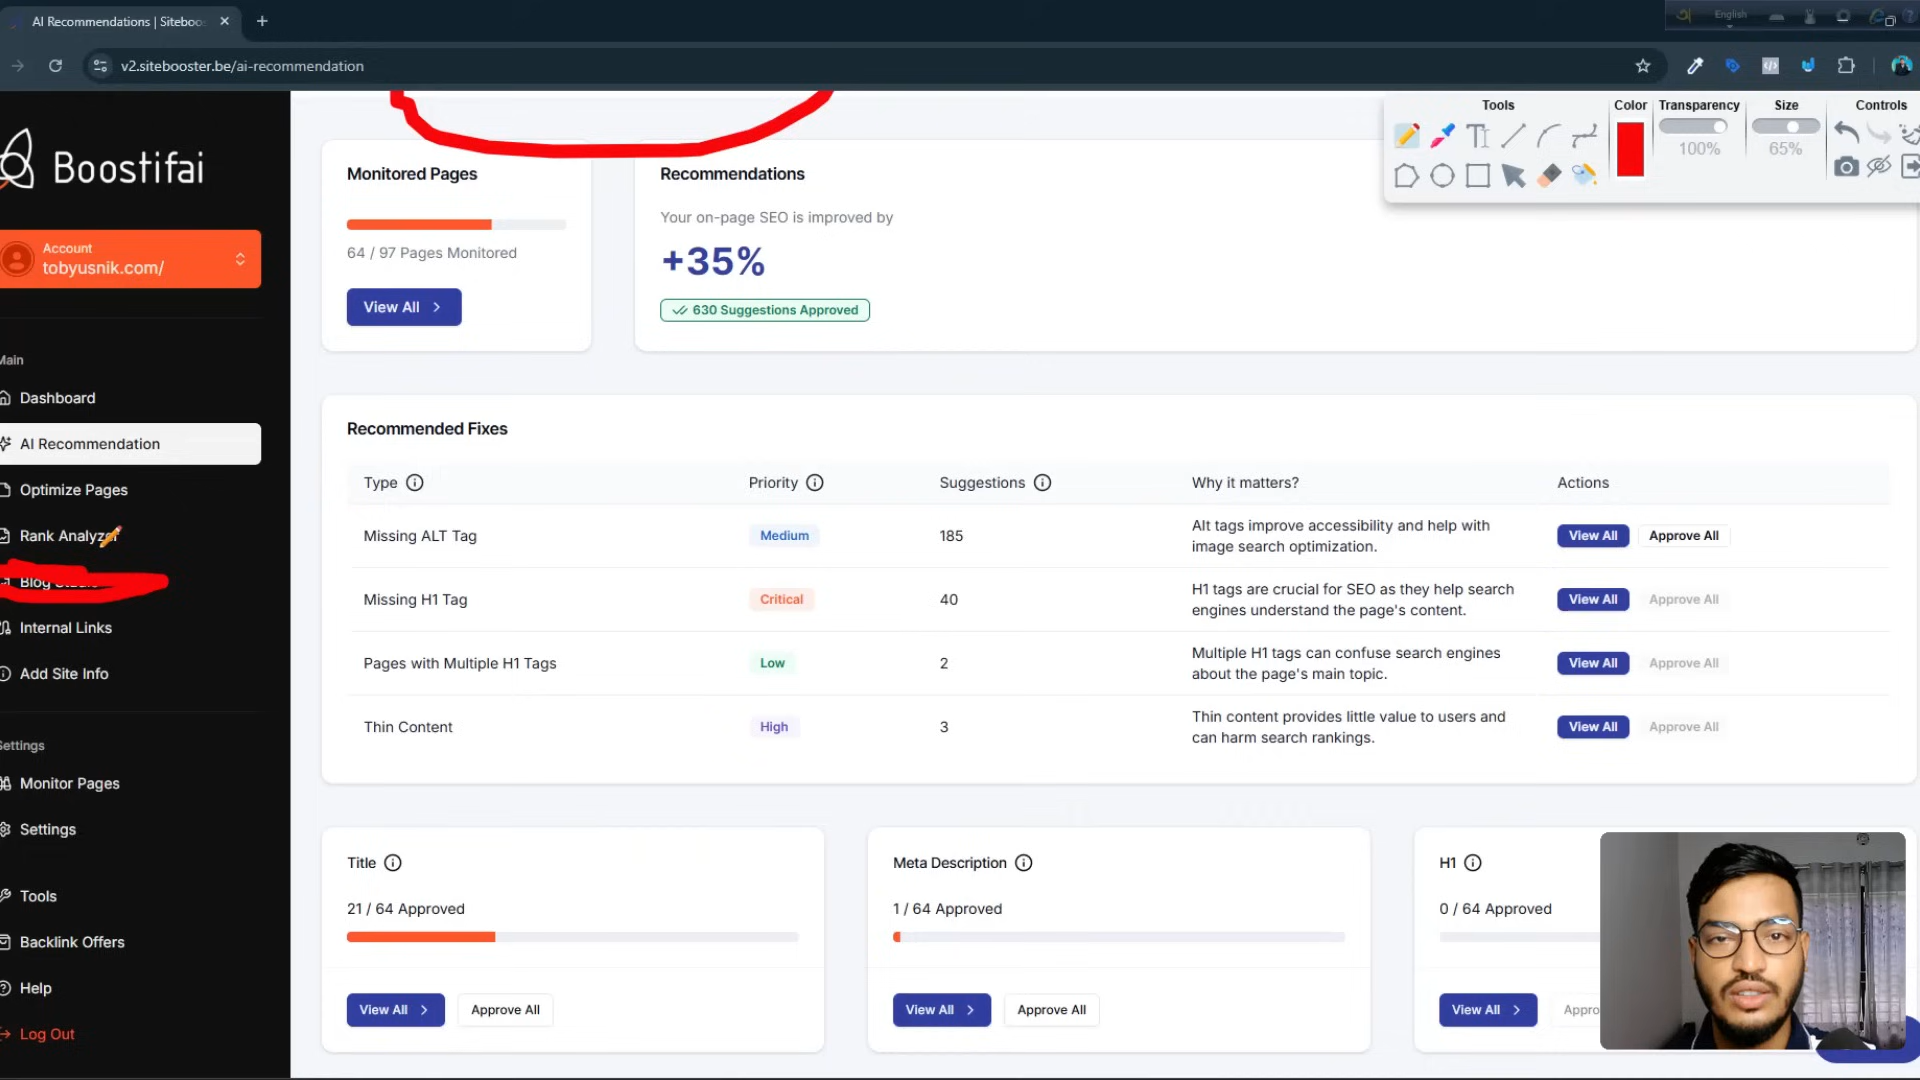 AI Recommendations | Siteboo
English
v2.sitebooster.be/ai-recommendation
Tools
Color
Transparency
Size
Controls
100%
65%
Boostifai
Account
tobyusnik.com/
Main
Dashboard
AI Recommendation
Optimize Pages
Rank Analyzer
Blog
Internal Links
Add Site Info
Settings
Monitor Pages
Settings
Tools
Backlink Offers
Help
Log Out
Monitored Pages
64 / 97 Pages Monitored
View All
Recommendations
Your on-page SEO is improved by
+35%
630 Suggestions Approved
Recommended Fixes
Type Priority Suggestions Why it matters? Actions
Missing ALT Tag Medium 185 Alt tags improve accessibility and help with
image search optimization. View All Approve All
Missing H1 Tag Critical 40 H1 tags are crucial for SEO as they help search
engines understand the page's content. View All Approve All
Pages with Multiple H1 Tags Low 2 Multiple H1 tags can confuse search engines
about the page's main topic. View All Approve All
Thin Content High 3 Thin content provides little value to users and
can harm search rankings. View All Approve All
Title
21 / 64 Approved
View All Approve All
Meta Description
1 / 64 Approved
View All Approve All
H1
0 / 64 Approved
View All Appro